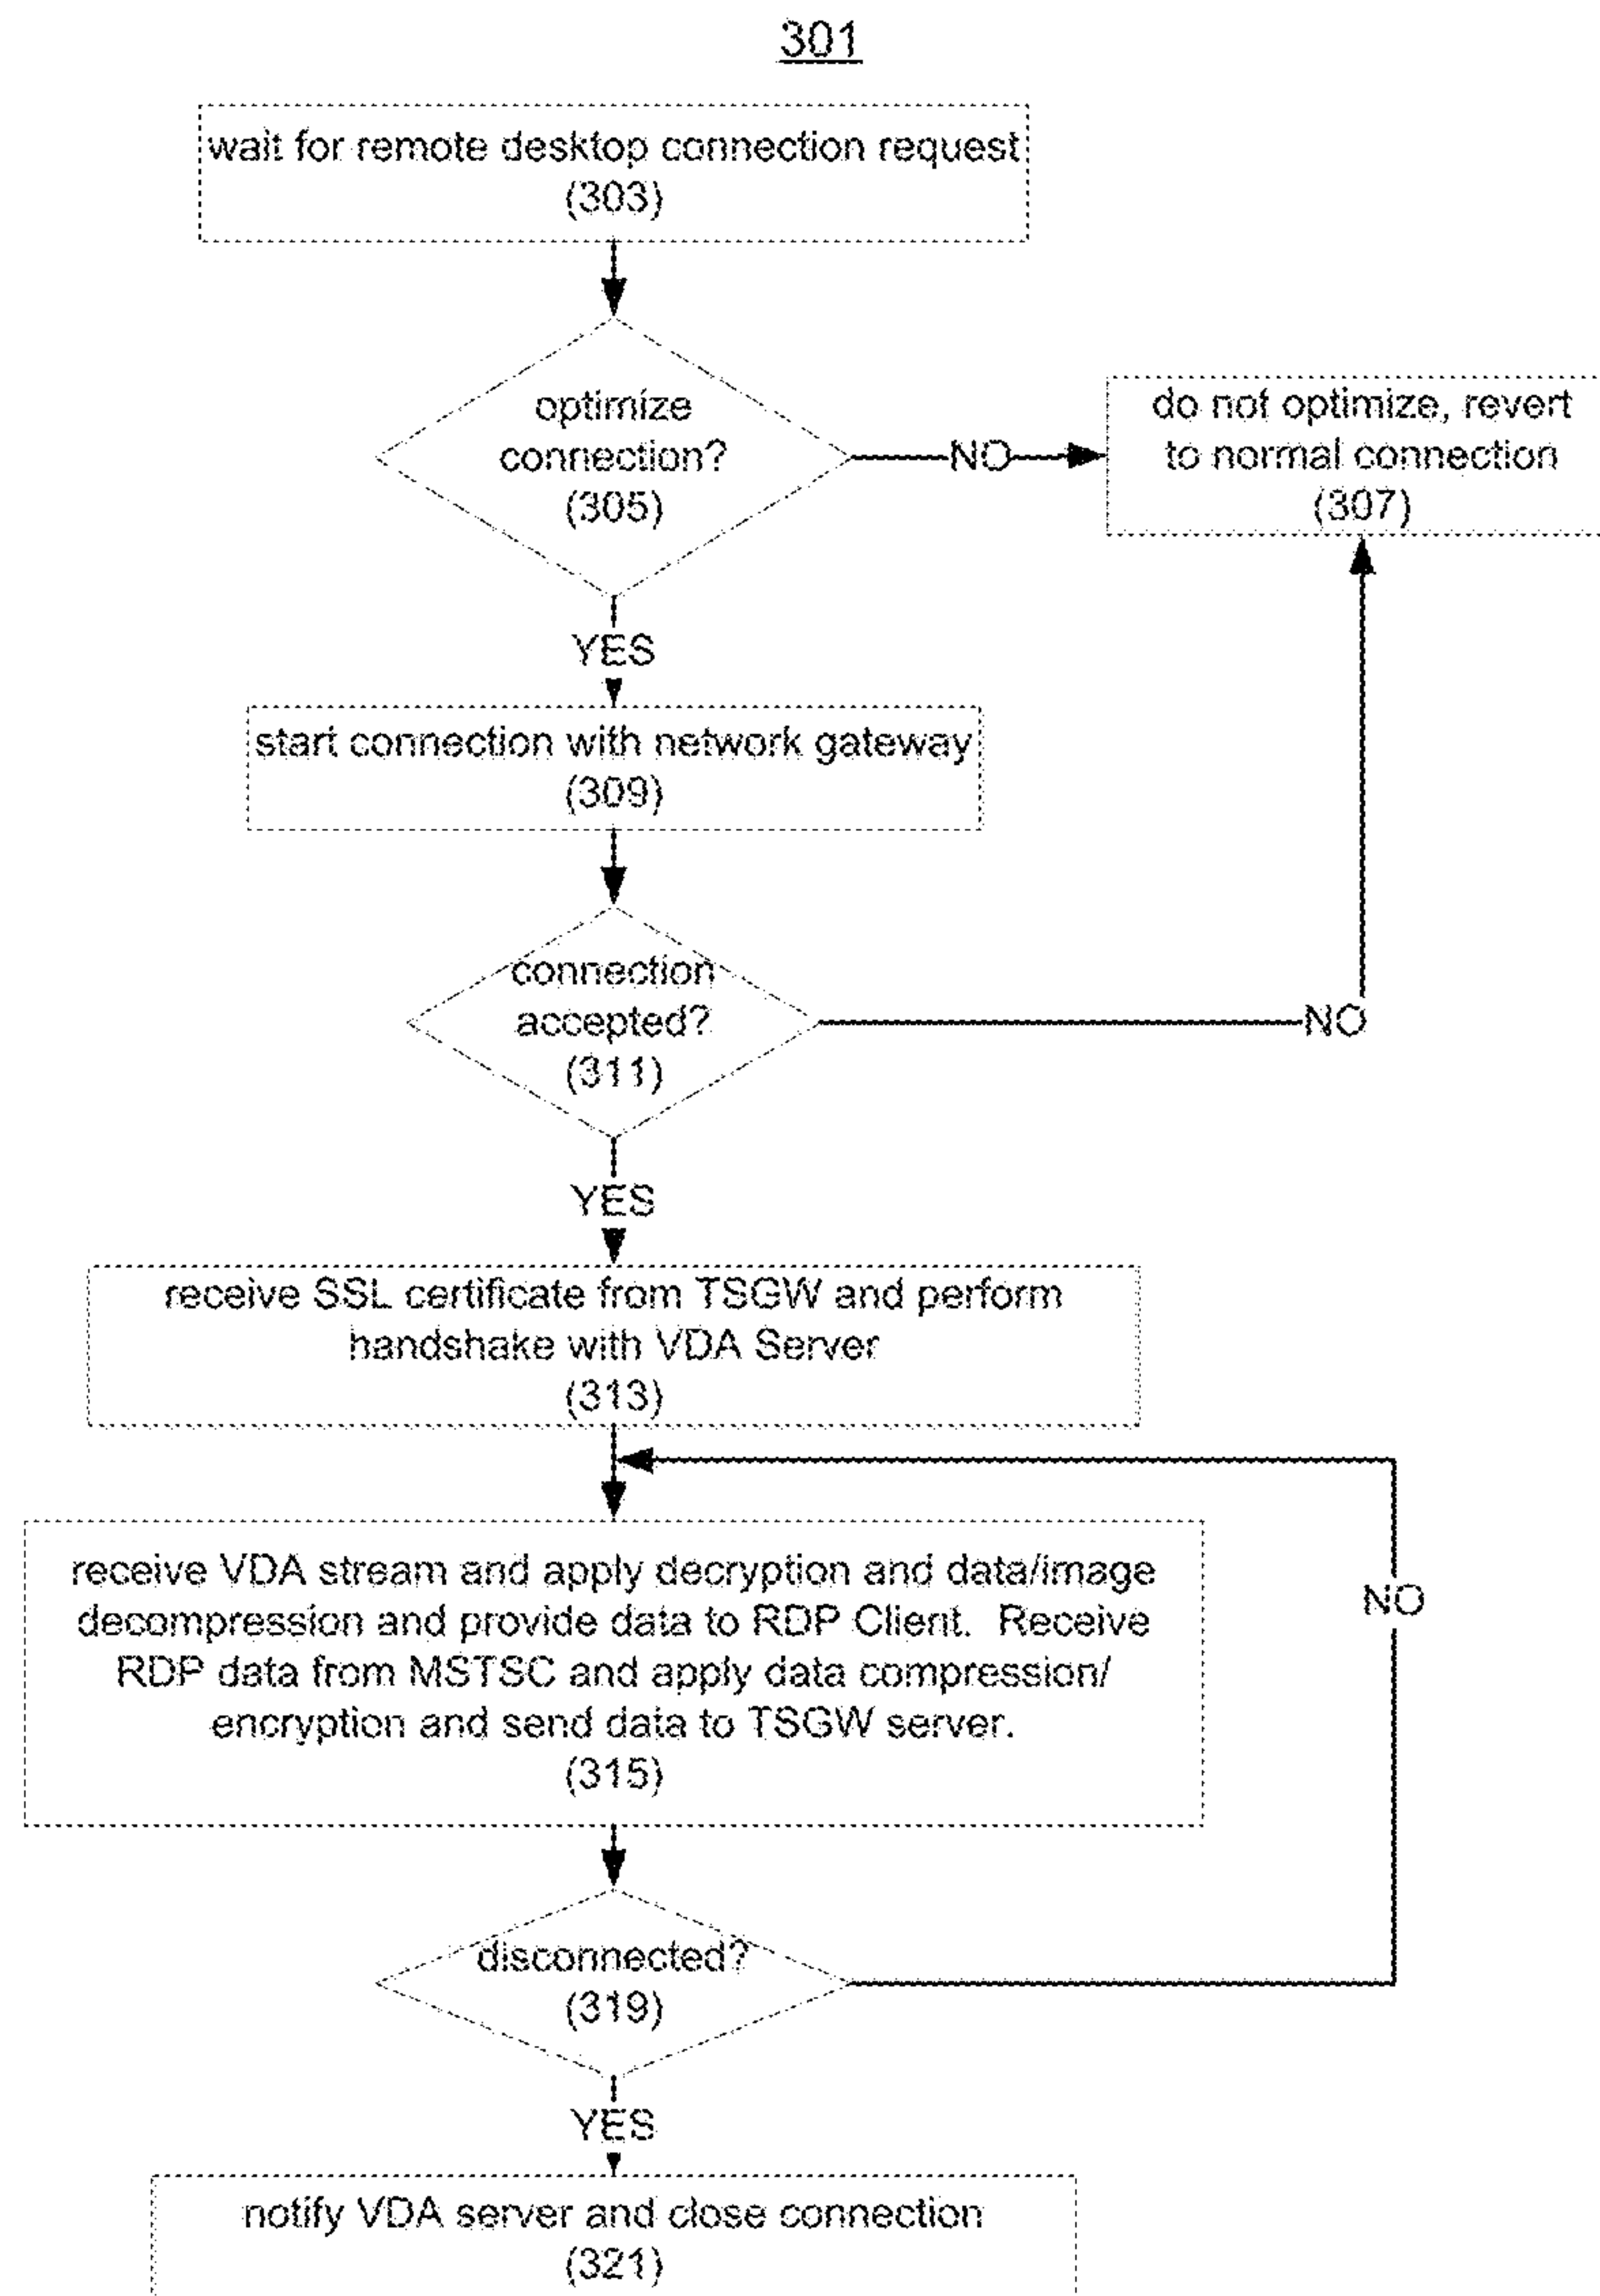 301
wait for remote desktop connection request
(303)
optimize
connection?
(305)
NO
do not optimize, revert
to normal connection
(307)
YES
start connection with network gateway
(309)
connection
accepted?
(311)
NO
YES
receive SSL certificate from TSGW and perform
handshake with VDA Server
(313)
receive VDA stream and apply decryption and data/image
decompression and provide data to RDP Client. Receive
RDP data from MSTSC and apply data compression/
encryption and send data to TSGW server.
(315)
NO
disconnected?
(319)
YES
notify VDA server and close connection
(321)